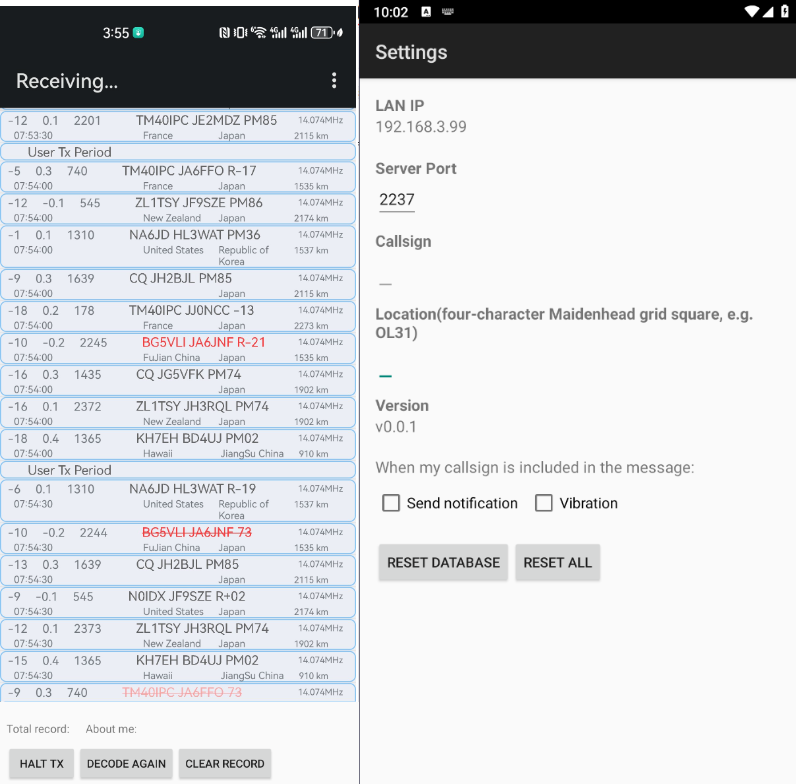 3:55
71
Receiving...
-12 0.1 2201 TM40IPC JE2MDZ PM85 14.074MHz
07:53:30 France Japan 2115 km
User Tx Period
-5 0.3 740 TM40IPC JA6FFO R-17 14.074MHz
07:54:00 France Japan 1535 km
-12 -0.1 545 ZL1TSY JF9SZE PM86 14.074MHz
07:54:00 New Zealand Japan 2174 km
-1 0.1 1310 NA6JD HL3WAT PM36 14.074MHz
07:54:00 United States Republic of 1537 km
Korea
-9 0.3 1639 CQ JH2BJL PM85 14.074MHz
07:54:00 Japan 2115 km
-18 0.2 178 TM40IPC JJ0NCC -13 14.074MHz
07:54:00 France Japan 2273 km
-10 -0.2 2245 BG5VLI JA6JNF R-21 14.074MHz
07:54:00 FuJian China Japan 1535 km
-16 0.3 1435 CQ JG5VFK PM74 14.074MHz
07:54:00 Japan 1902 km
-16 0.1 2372 ZL1TSY JH3RQL PM74 14.074MHz
07:54:00 New Zealand Japan 1902 km
-18 0.4 1365 KH7EH BD4UJ PM02 14.074MHz
07:54:00 Hawaii JiangSu China 910 km
User Tx Period
-6 0.1 1310 NA6JD HL3WAT R-19 14.074MHz
07:54:30 United States Republic of 1537 km
Korea
-10 -0.2 2244 BG5VLI JA6JNF 73 14.074MHz
07:54:30 FuJian China Japan 1535 km
-13 0.3 1639 CQ JH2BJL PM85 14.074MHz
07:54:30 Japan 2115 km
-9 -0.1 545 N0IDX JF9SZE R+02 14.074MHz
07:54:30 United States Japan 2174 km
-12 0.1 2373 ZL1TSY JH3RQL PM74 14.074MHz
07:54:30 New Zealand Japan 1902 km
-15 0.4 1365 KH7EH BD4UJ PM02 14.074MHz
07:54:30 Hawaii JiangSu China 910 km
-9 0.3 740 TM40IPC JA6FFO 73 14.074MHz
Total record: About me:
HALT TX DECODE AGAIN CLEAR RECORD
10:02 A
Settings
LAN IP
192.168.3.99
Server Port
2237
Callsign
Location(four-character Maidenhead grid square, e.g.
OL31)
Version
v0.0.1
When my callsign is included in the message:
Send notification Vibration
RESET DATABASE RESET ALL